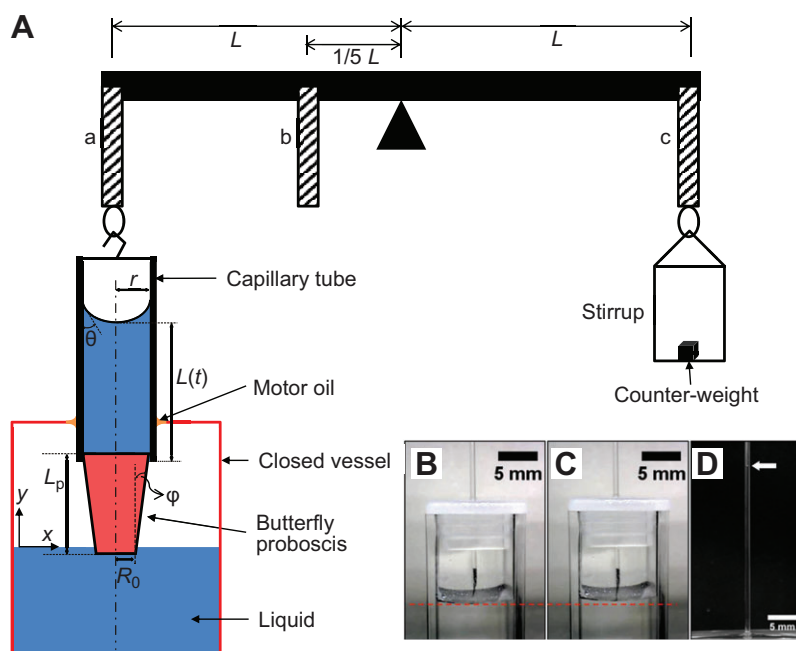 A
L
L
1/5 L
a
b
c
r
Capillary tube
θ
Stirrup
L(t)
Motor oil
Counter-weight
Lp
Closed vessel
φ
y
x
Butterfly
proboscis
R0
Liquid
B
5 mm
C
5 mm
D
5 mm